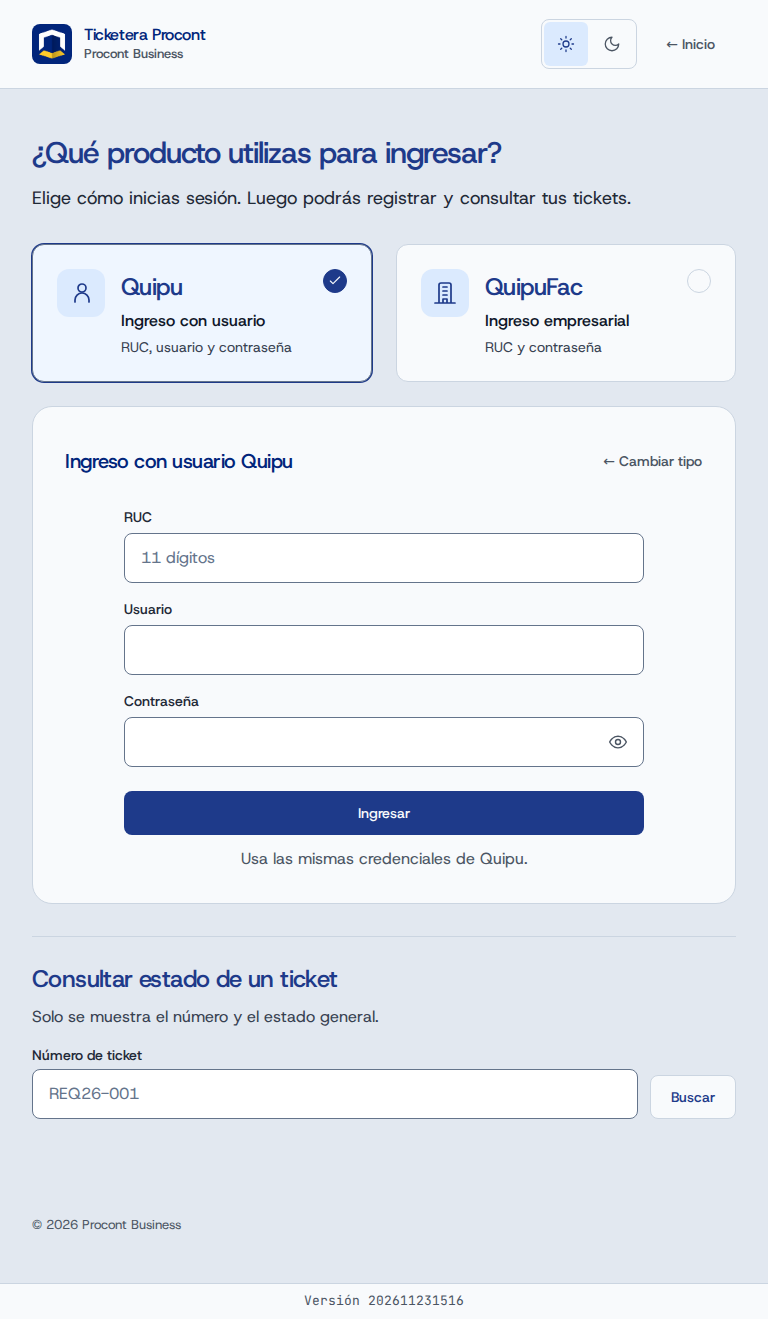 Ticketera Procont
Procont Business
← Inicio
¿Qué producto utilizas para ingresar?
Elige cómo inicias sesión. Luego podrás registrar y consultar tus tickets.
Quipu
Ingreso con usuario
RUC, usuario y contraseña
QuipuFac
Ingreso empresarial
RUC y contraseña
Ingreso con usuario Quipu
← Cambiar tipo
RUC
11 dígitos
Usuario
Contraseña
Ingresar
Usa las mismas credenciales de Quipu.
Consultar estado de un ticket
Solo se muestra el número y el estado general.
Número de ticket
REQ26-001
Buscar
© 2026 Procont Business
Versión 202611231516